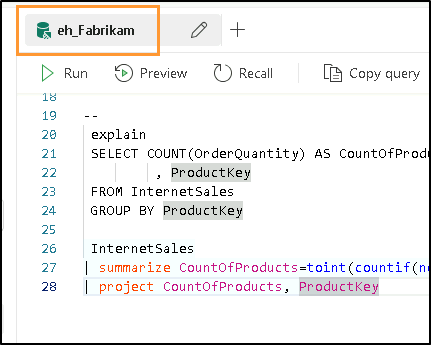 eh_Fabrikam
Run Preview Recall Copy query
18
19 --
20 explain
21 SELECT COUNT(OrderQuantity) AS CountOfProdu
22 , ProductKey
23 FROM InternetSales
24 GROUP BY ProductKey
25
26 InternetSales
27 | summarize CountOfProducts=toint(countif(no
28 | project CountOfProducts, ProductKey